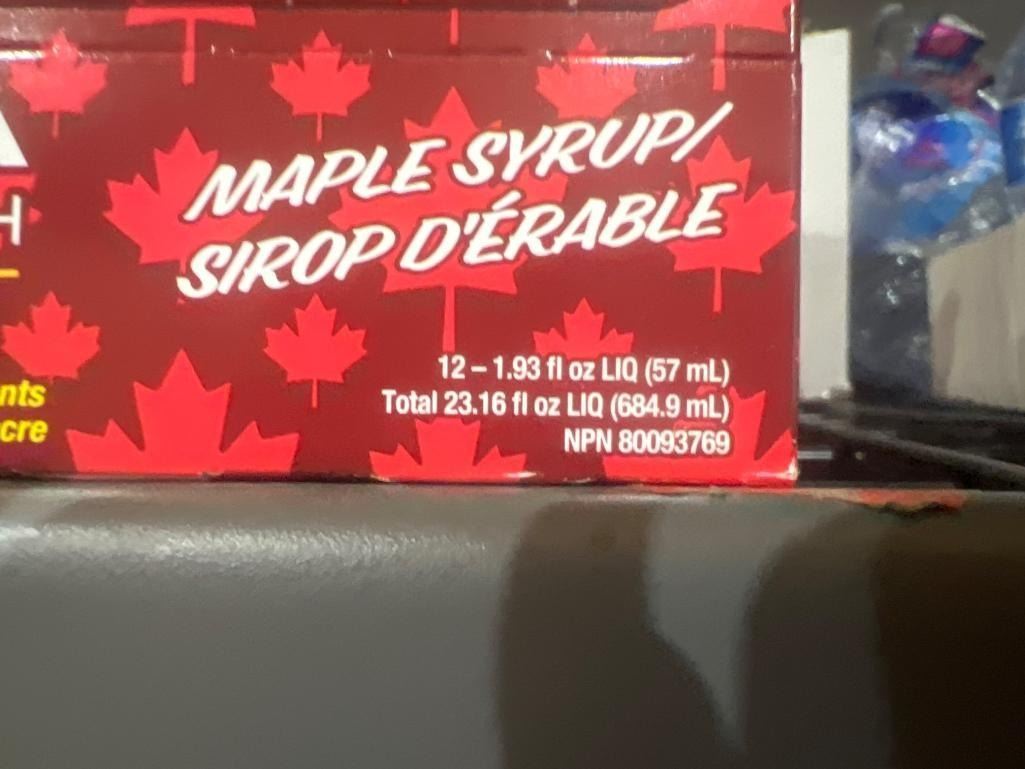 MAPLE SYRUP/
SIROP D'ÉRABLE
12 – 1.93 fl oz LIQ (57 mL)
Total 23.16 fl oz LIQ (684.9 mL)
NPN 80093769